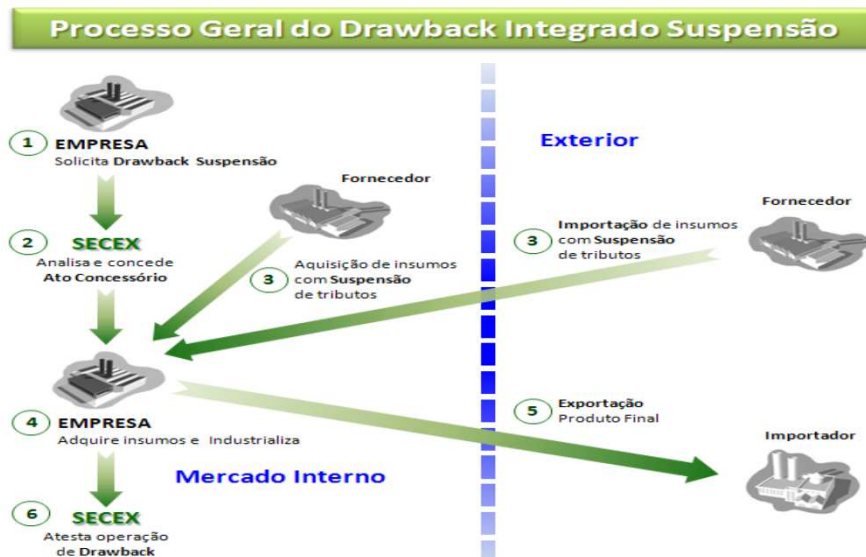 Processo Geral do Drawback Integrado Suspensão
1
EMPRESA
Solicita Drawback Suspensão
2
SECEX
Analisa e concede
Ato Concessório
Fornecedor
3
Aquisição de insumos
com Suspensão
de tributos
Exterior
Fornecedor
3
Importação de insumos
com Suspensão
de tributos
4
EMPRESA
Adquire insumos e Industrializa
Mercado Interno
5
Exportação
Produto Final
Importador
6
SECEX
Atesta operação
de Drawback